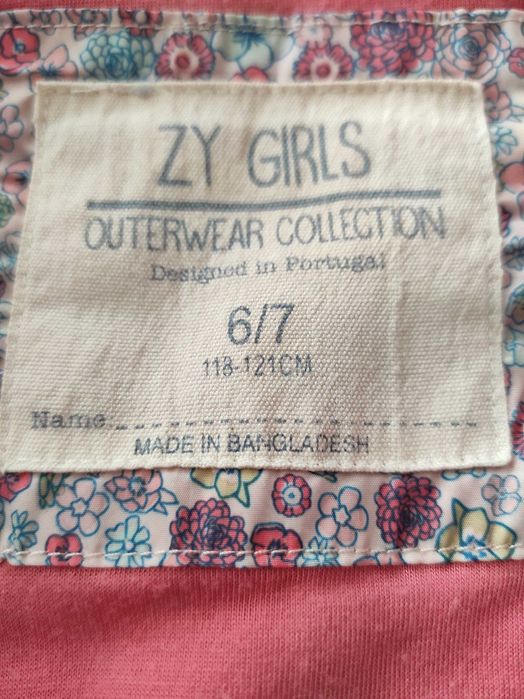 ZY GIRLS
OUTERWEAR COLLECTION
Designed in Portugal
6/7
118-121CM
Name
MADE IN BANGLADESH